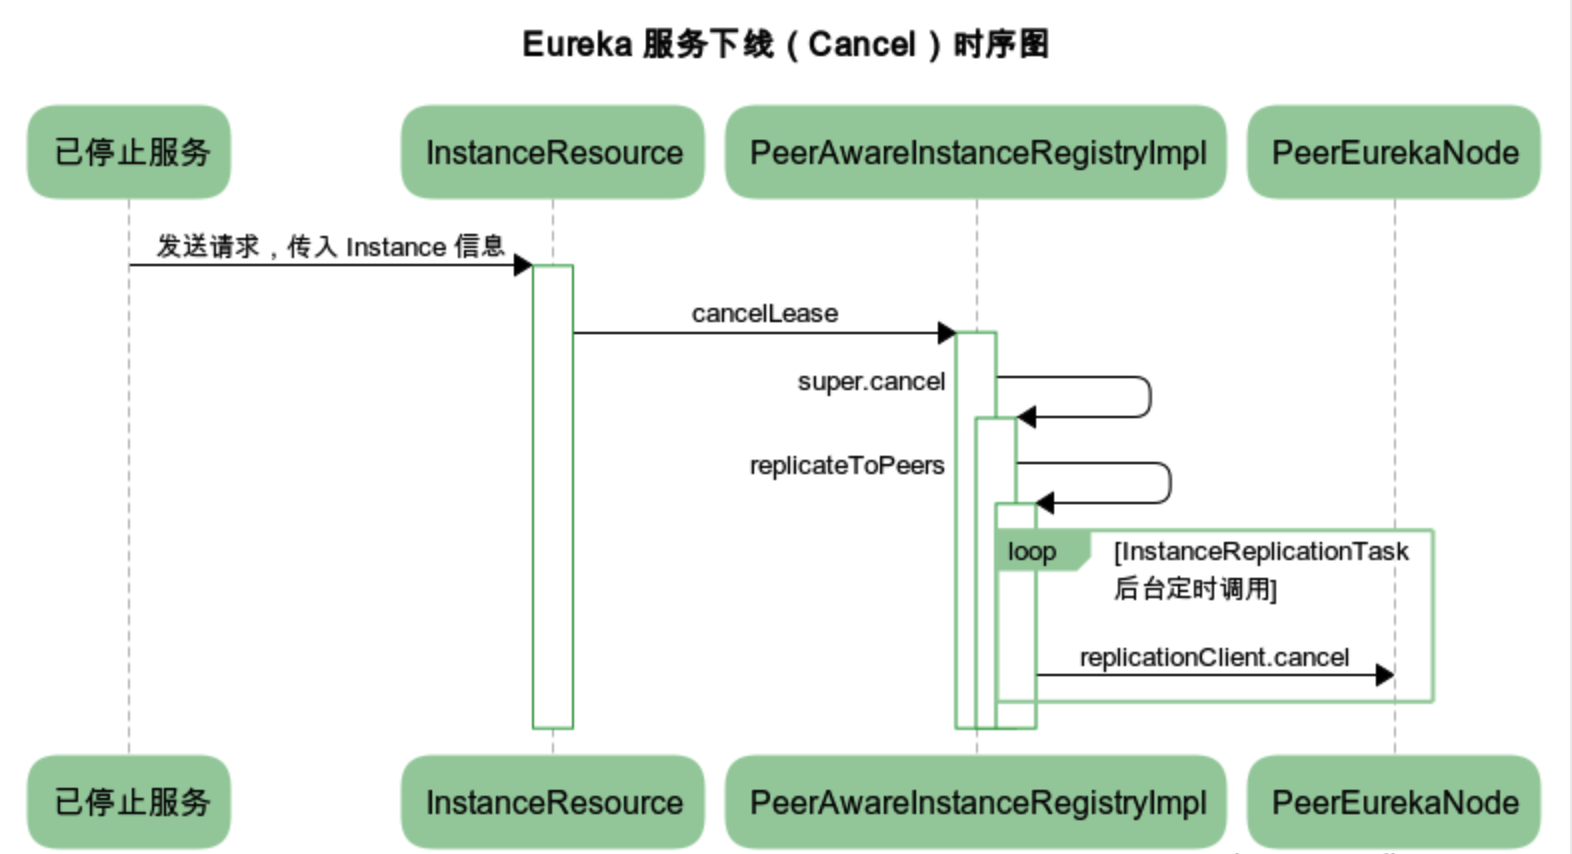 Eureka 服务下线（Cancel）时序图
已停止服务
InstanceResource
PeerAwareInstanceRegistryImpl
PeerEurekaNode
发送请求，传入 Instance 信息
cancelLease
super.cancel
replicateToPeers
loop
[InstanceReplicationTask
后台定时调用]
replicationClient.cancel
已停止服务
InstanceResource
PeerAwareInstanceRegistryImpl
PeerEurekaNode